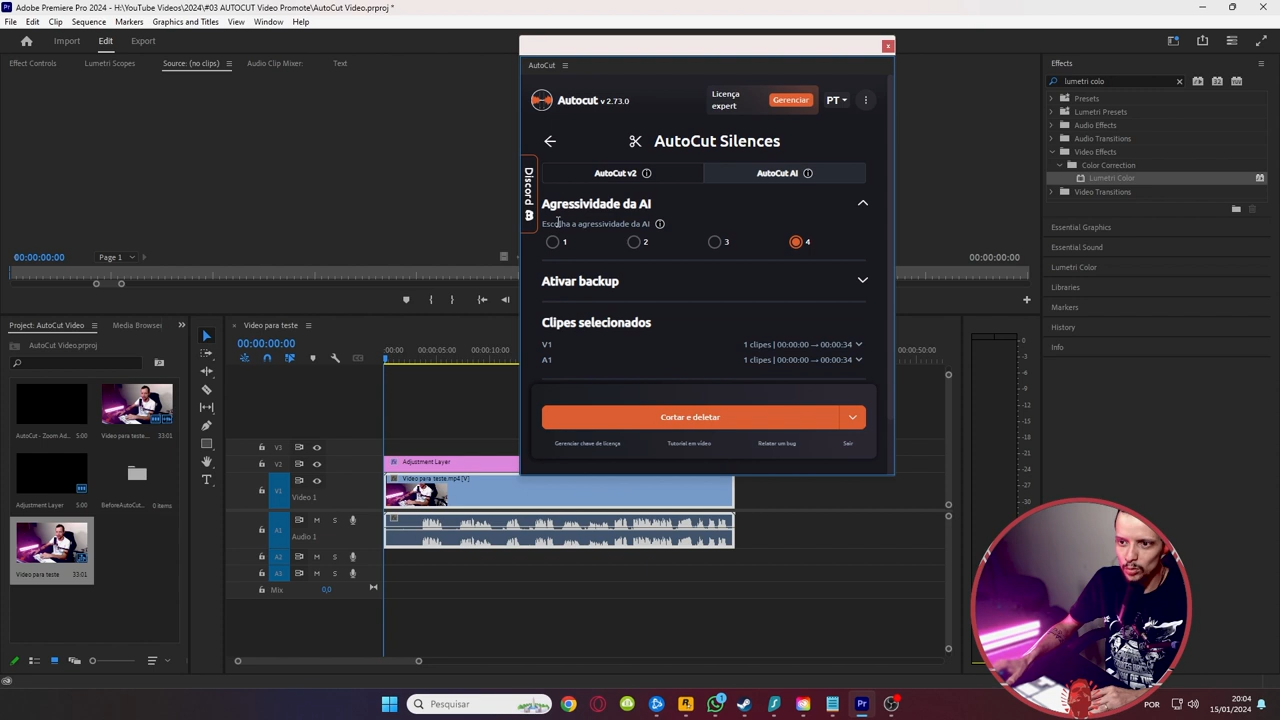 Adobe Premiere Pro 2024 - H:\YouTube Videos\2024\#03 AUTOCUT Video Promote\AutoCut Video.prproj *
File Edit Clip Sequence Markers Graphics and Titles View Window Help
Import Edit Export
Effect Controls Lumetri Scopes Source: (no clips) Audio Clip Mixer: Text
00:00:00:00 Page 1
00:00:00:00
AutoCut
Autocut v 2.73.0
Licença expert
Gerenciar
PT
AutoCut Silences
Discord
AutoCut v2
AutoCut AI
Agressividade da AI
Escolha a agressividade da AI
1 2 3 4
Ativar backup
Clipes selecionados
V1 1 clipes | 00:00:00 → 00:00:34
A1 1 clipes | 00:00:00 → 00:00:34
Cortar e deletar
Gerenciar chave de licença Tutorial em vídeo Relatar um bug Sair
Effects
lumetri colo
Presets
Lumetri Presets
Audio Effects
Audio Transitions
Video Effects
Color Correction
Lumetri Color
Video Transitions
Essential Graphics
Essential Sound
Lumetri Color
Libraries
Markers
History
Info
Project: AutoCut Video Media Browser
AutoCut Video.prproj
AutoCut - Zoom Ad... 5:00
Video para teste... 33:01
Adjustment Layer 5:00
BeforeAutoCut... 0 items
Video para teste 33:01
Video para teste
00:00:00:00
:00:00 00:00:05:00 00:00:10:00 00:00:50:00
V3
V2
V1
Video 1
A1 M S
Audio 1
A2 M S
A3 M S
Mix 0,0
Adjustment Layer
Video para teste.mp4 [V]
0
-3
-6
-9
-12
-15
-18
-21
-24
-27
-30
Pesquisar
POR
20:04
15/01/2024